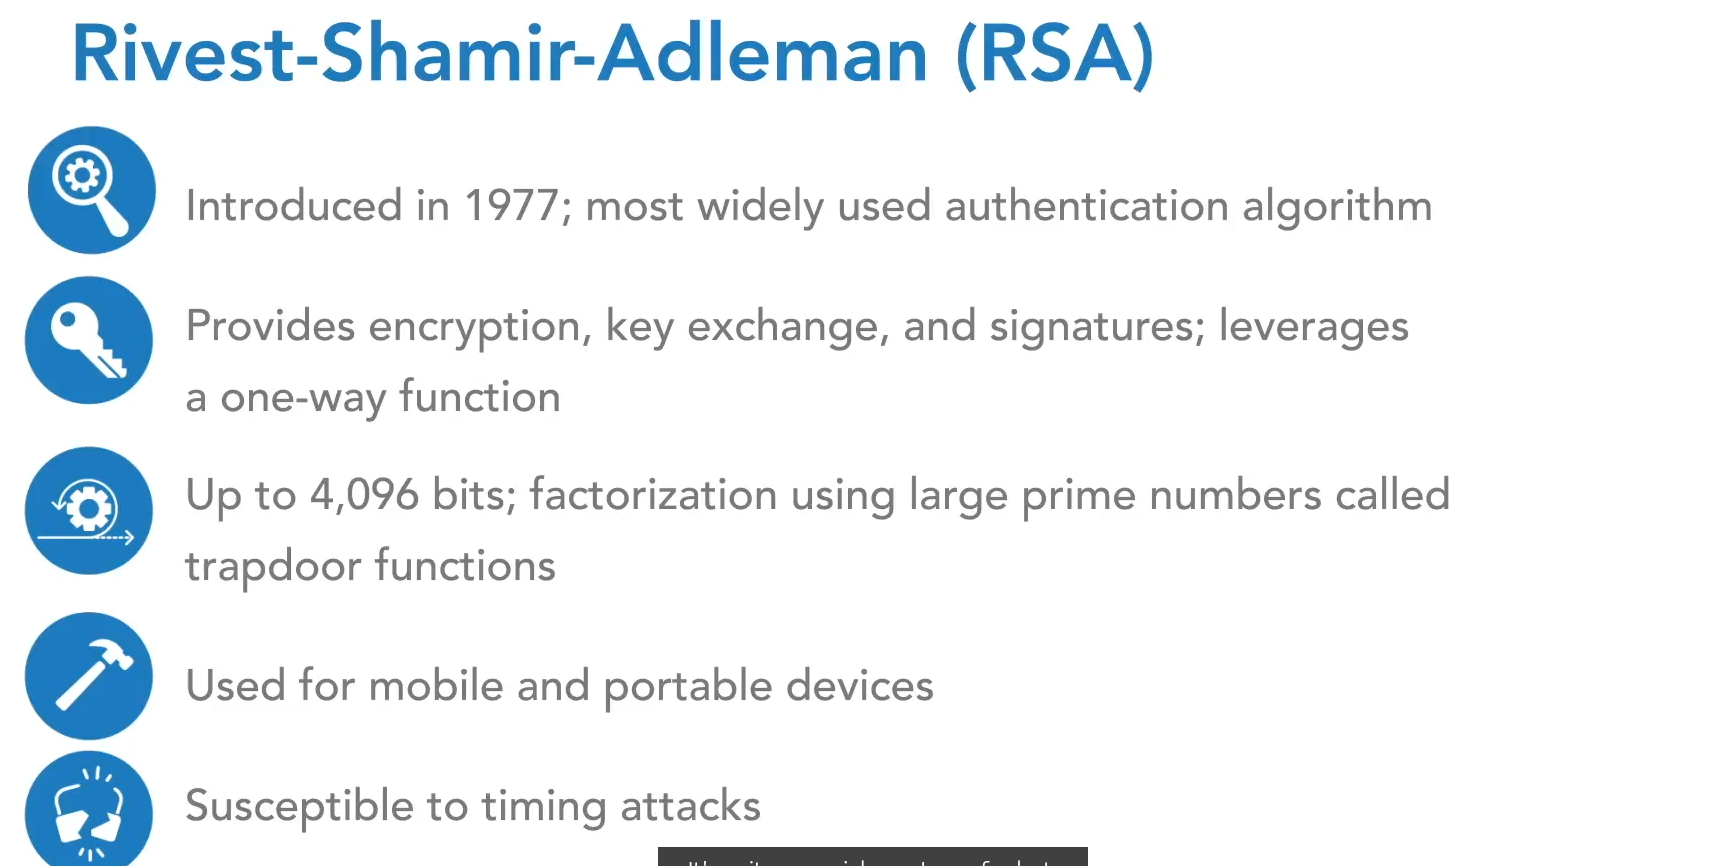 Rivest-Shamir-Adleman (RSA)
Introduced in 1977; most widely used authentication algorithm
Provides encryption, key exchange, and signatures; leverages
a one-way function
Up to 4,096 bits; factorization using large prime numbers called
trapdoor functions
Used for mobile and portable devices
Susceptible to timing attacks